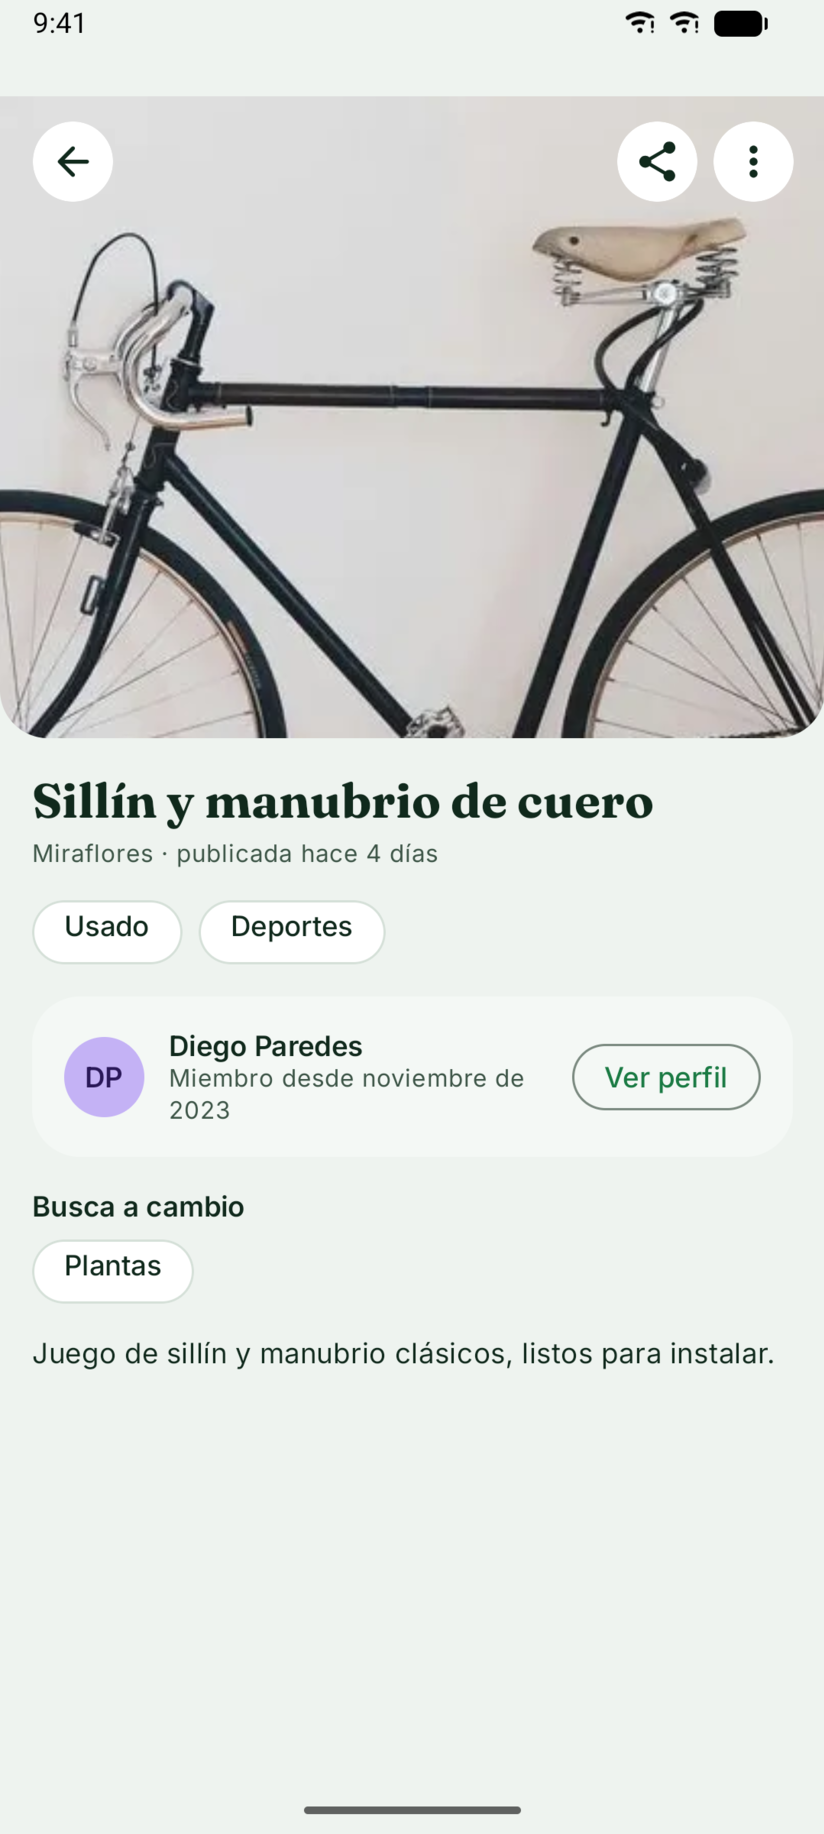 9:41
Sillín y manubrio de cuero
Miraflores · publicada hace 4 días
Usado
Deportes
DP
Diego Paredes
Miembro desde noviembre de
2023
Ver perfil
Busca a cambio
Plantas
Juego de sillín y manubrio clásicos, listos para instalar.